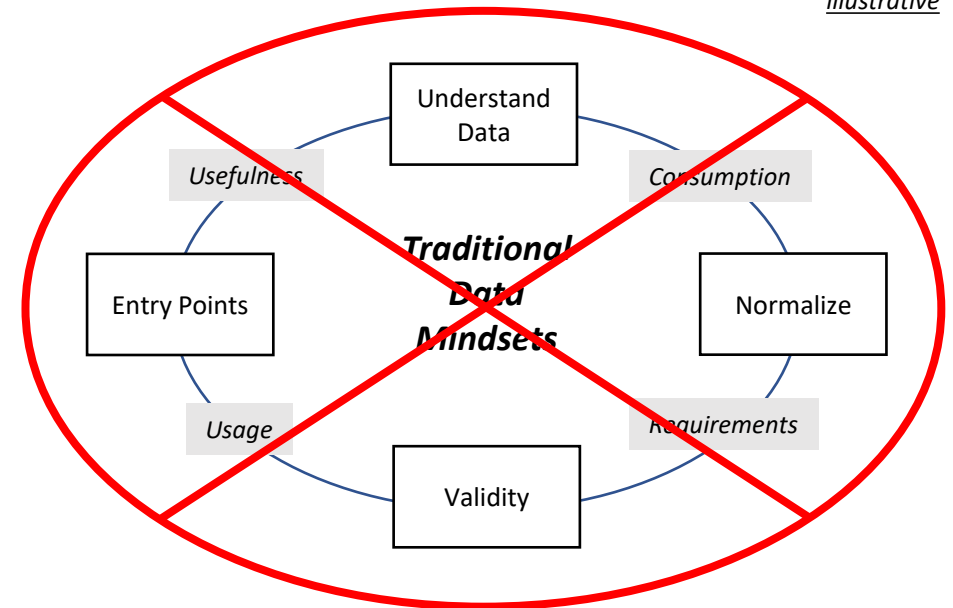 Illustrative
Understand
Data
Usefulness
Consumption
Traditional
Data
Mindsets
Entry Points
Normalize
Usage
Requirements
Validity